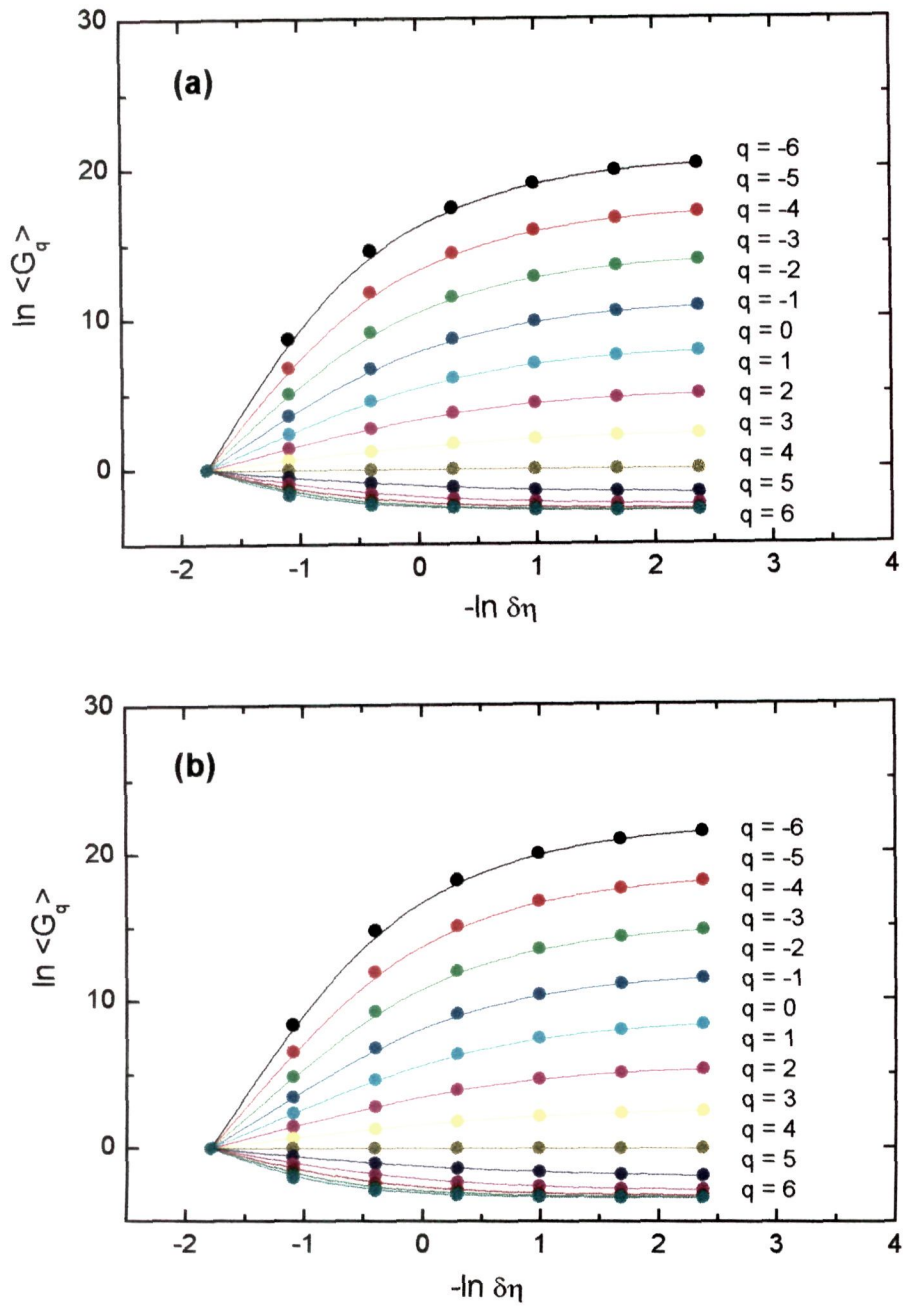 30
(a)
q = -6
q = -5
20
q = -4
q = -3
ln <Gq>
q = -2
q = -1
10
q = 0
q = 1
q = 2
q = 3
q = 4
0
q = 5
q = 6
-2 -1 0 1 2 3 4
-ln δη
30
(b)
q = -6
20
q = -5
q = -4
q = -3
ln <Gq>
q = -2
q = -1
10
q = 0
q = 1
q = 2
q = 3
q = 4
0
q = 5
q = 6
-2 -1 0 1 2 3 4
-ln δη